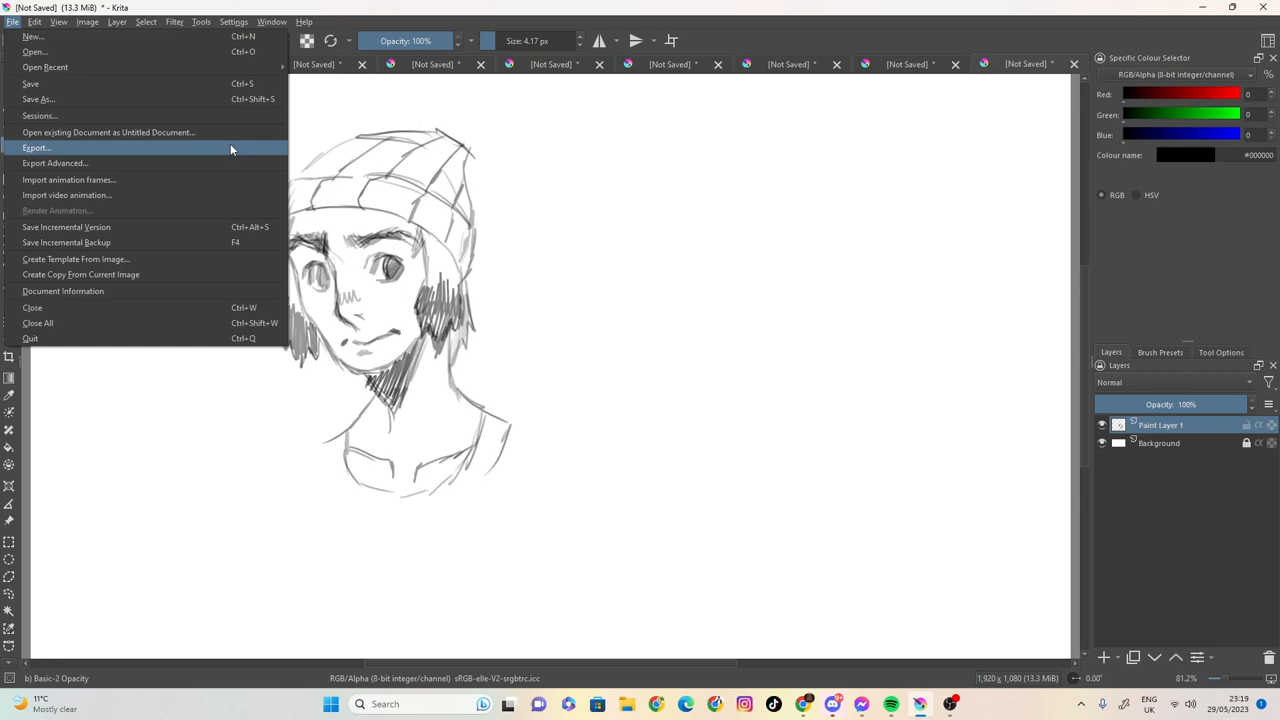 [Not Saved] (13.3 MiB) * - Krita
File Edit View Image Layer Select Filter Tools Settings Window Help
New... Ctrl+N
Open... Ctrl+O
Open Recent
Save Ctrl+S
Save As... Ctrl+Shift+S
Sessions...
Open existing Document as Untitled Document...
Export...
Export Advanced...
Import animation frames...
Import video animation...
Render Animation...
Save Incremental Version Ctrl+Alt+S
Save Incremental Backup F4
Create Template From Image...
Create Copy From Current Image
Document Information
Close Ctrl+W
Close All Ctrl+Shift+W
Quit Ctrl+Q
Opacity: 100% Size: 4.17 px
[Not Saved] * [Not Saved] * [Not Saved] * [Not Saved] * [Not Saved] * [Not Saved] * [Not Saved] *
Specific Colour Selector
RGB/Alpha (8-bit integer/channel) %
Red: 0
Green: 0
Blue: 0
Colour name: #000000
RGB HSV
Layers Brush Presets Tool Options
Layers
Normal
Opacity: 100%
Paint Layer 1
Background
b) Basic-2 Opacity RGB/Alpha (8-bit integer/channel) sRGB-elle-V2-srgbtrc.icc 1,920 x 1,080 (13.3 MiB) 0.00° 81.2%
11°C
Mostly clear
Search
ENG
UK
23:19
29/05/2023